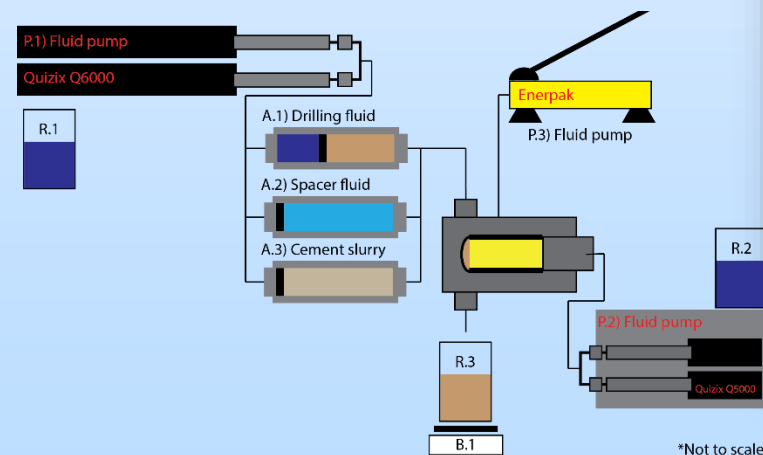 P.1) Fluid pump
Quizix Q6000
R.1
A.1) Drilling fluid
A.2) Spacer fluid
A.3) Cement slurry
Enerpak
P.3) Fluid pump
R.2
P.2) Fluid pump
Quizix Q5000
R.3
B.1
*Not to scale